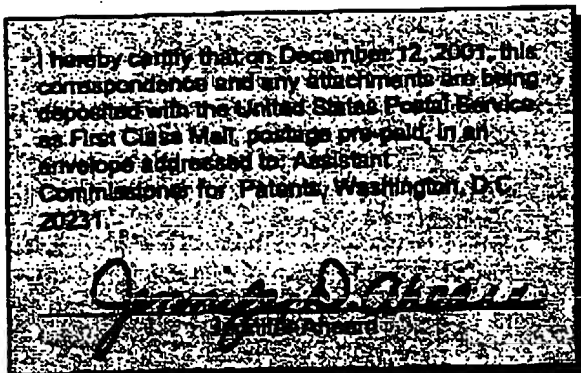 I hereby certify that on December 12, 2001, this
correspondence and any attachments are being
deposited with the United States Postal Service
as First Class Mail, postage pre-paid, in an
envelope addressed to: Assistant
Commissioner for Patents, Washington, D.C.
20231.